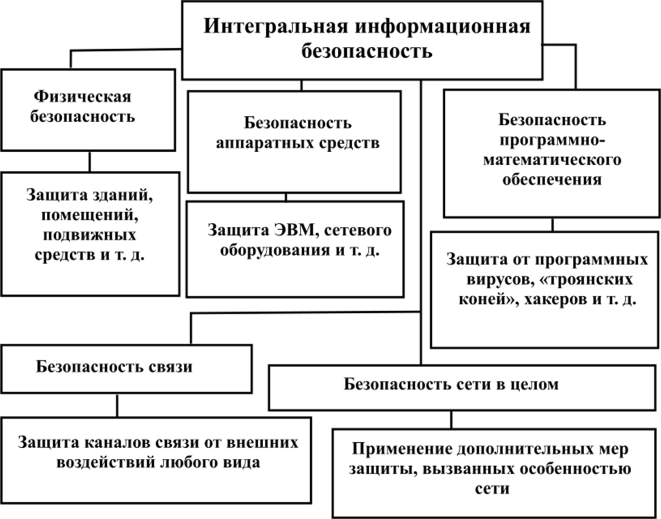 Интегральная информационная
безопасность
Физическая
безопасность
Безопасность
аппаратных средств
Безопасность
программно-
математического
обеспечения
Защита зданий,
помещений,
подвижных
средств и т. д.
Защита ЭВМ, сетевого
оборудования и т. д.
Защита от программных
вирусов, «троянских
коней», хакеров и т. д.
Безопасность связи
Безопасность сети в целом
Защита каналов связи от внешних
воздействий любого вида
Применение дополнительных мер
защиты, вызванных особенностью
сети